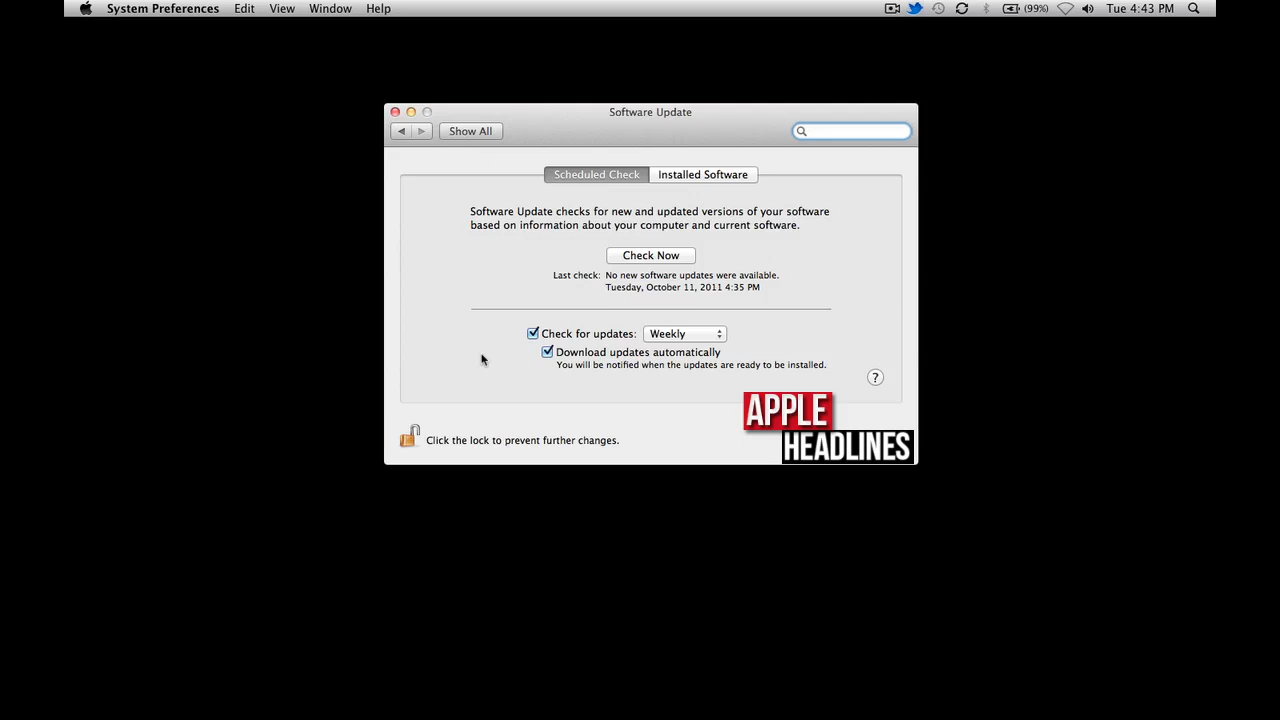 System Preferences Edit View Window Help (99%) Tue 4:43 PM
Software Update
Show All
Scheduled Check Installed Software
Software Update checks for new and updated versions of your software
based on information about your computer and current software.
Check Now
Last check: No new software updates were available.
Tuesday, October 11, 2011 4:35 PM
Check for updates: Weekly
Download updates automatically
You will be notified when the updates are ready to be installed.
?
APPLE
HEADLINES
Click the lock to prevent further changes.